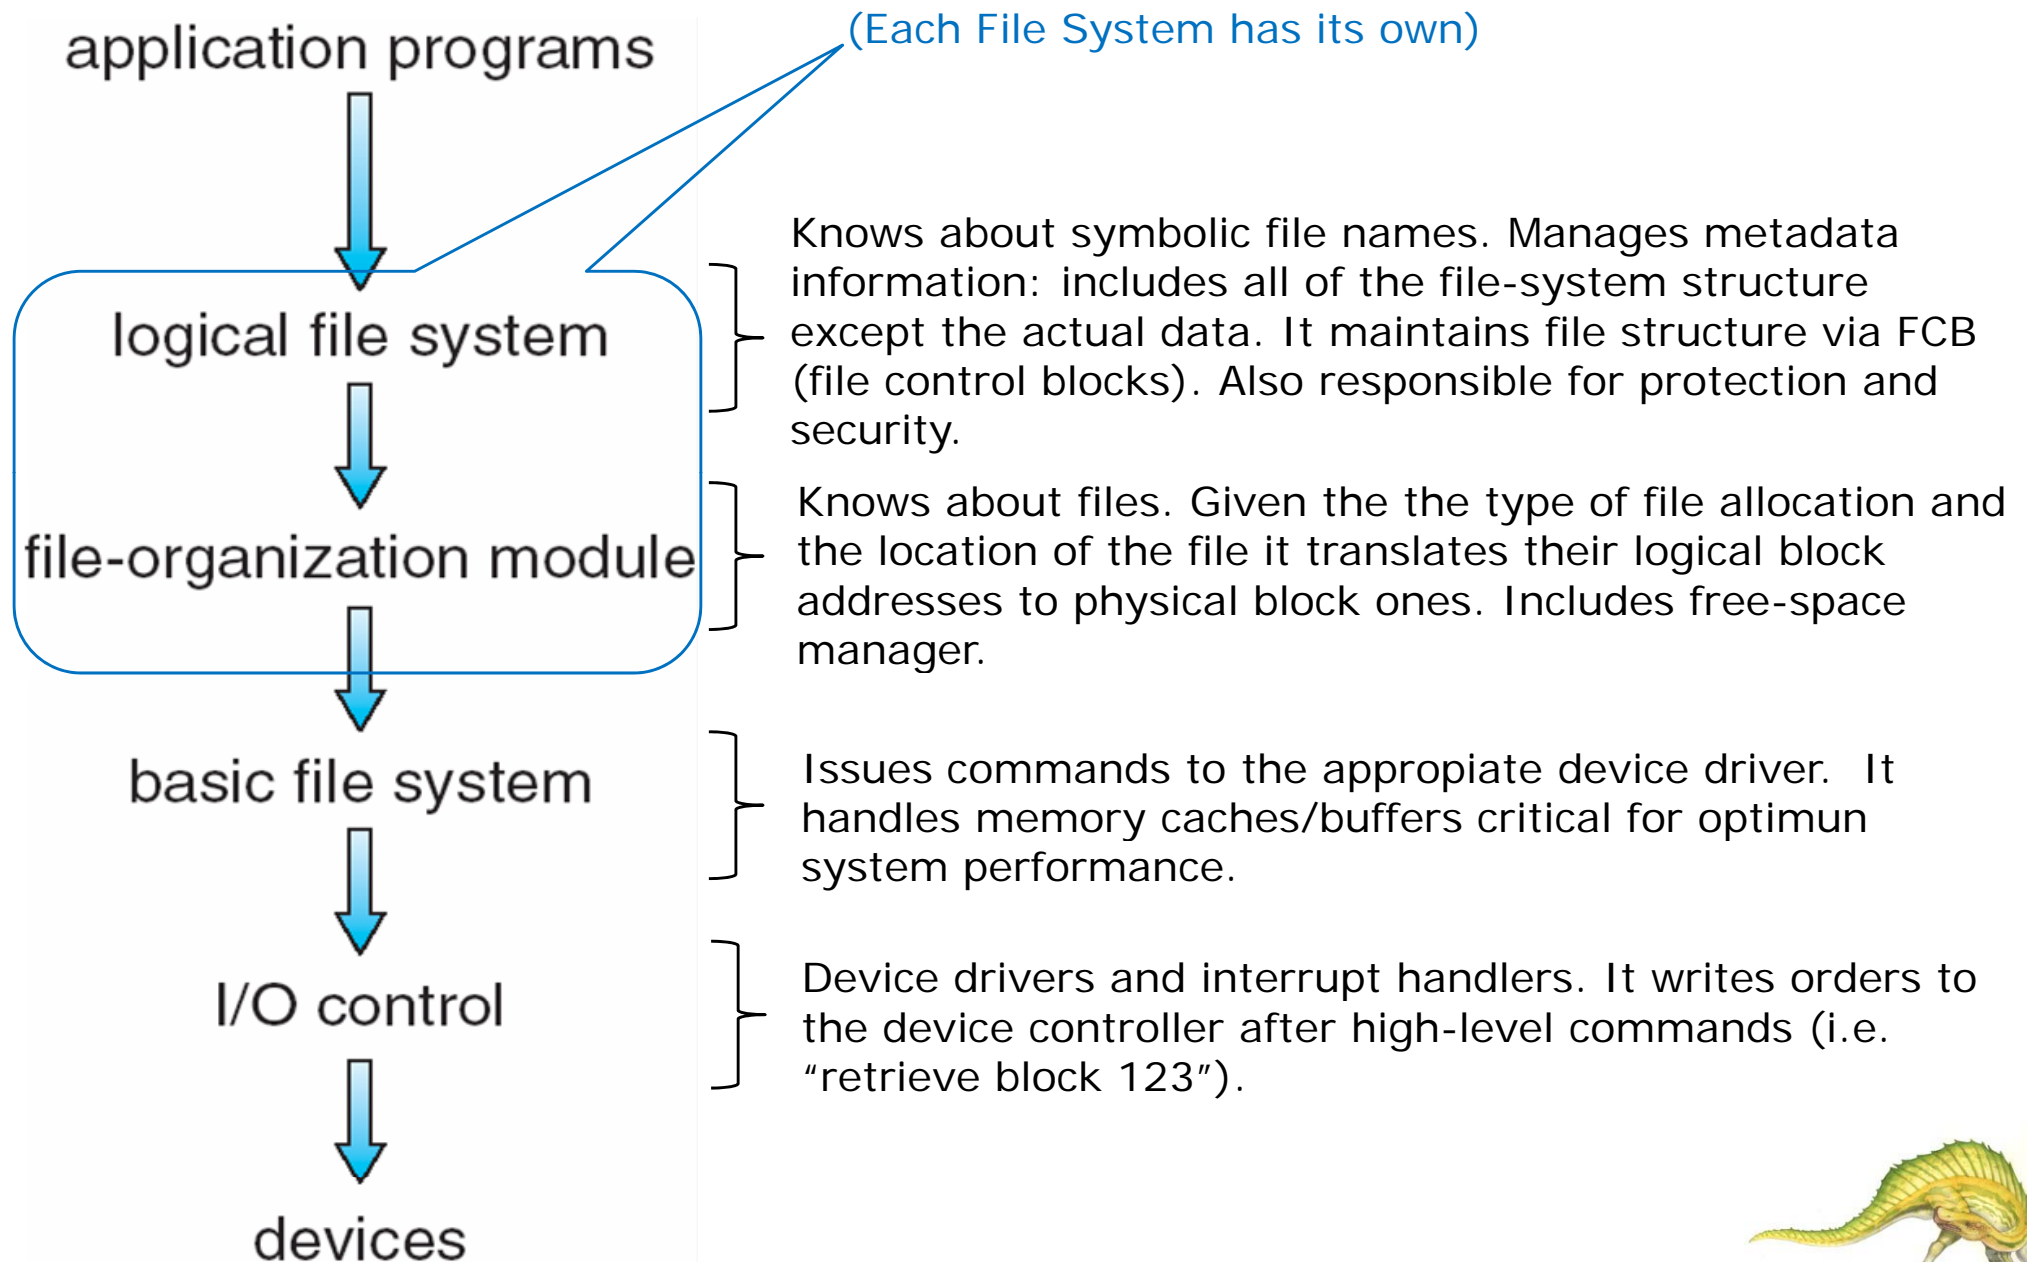 (Each File System has its own)
application programs
Knows about symbolic file names. Manages metadata
information: includes all of the file-system structure
except the actual data. It maintains file structure via FCB
(file control blocks). Also responsible for protection and
security.
logical file system
Knows about files. Given the the type of file allocation and
the location of the file it translates their logical block
addresses to physical block ones. Includes free-space
manager.
file-organization module
Issues commands to the appropiate device driver.  It
handles memory caches/buffers critical for optimun
system performance.
basic file system
Device drivers and interrupt handlers. It writes orders to
the device controller after high-level commands (i.e.
“retrieve block 123”).
I/O control
devices